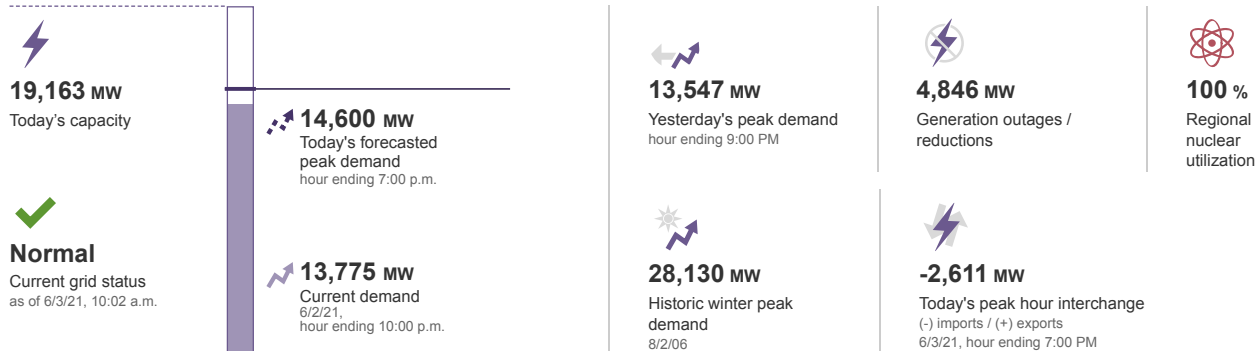 19,163 MW
Today's capacity
Normal
Current grid status
as of 6/3/21, 10:02 a.m.
14,600 MW
Today's forecasted
peak demand
hour ending 7:00 p.m.
13,775 MW
Current demand
6/2/21,
hour ending 10:00 p.m.
13,547 MW
Yesterday's peak demand
hour ending 9:00 PM
4,846 MW
Generation outages /
reductions
100 %
Regional
nuclear
utilization
28,130 MW
Historic winter peak
demand
8/2/06
-2,611 MW
Today's peak hour interchange
(-) imports / (+) exports
6/3/21, hour ending 7:00 PM